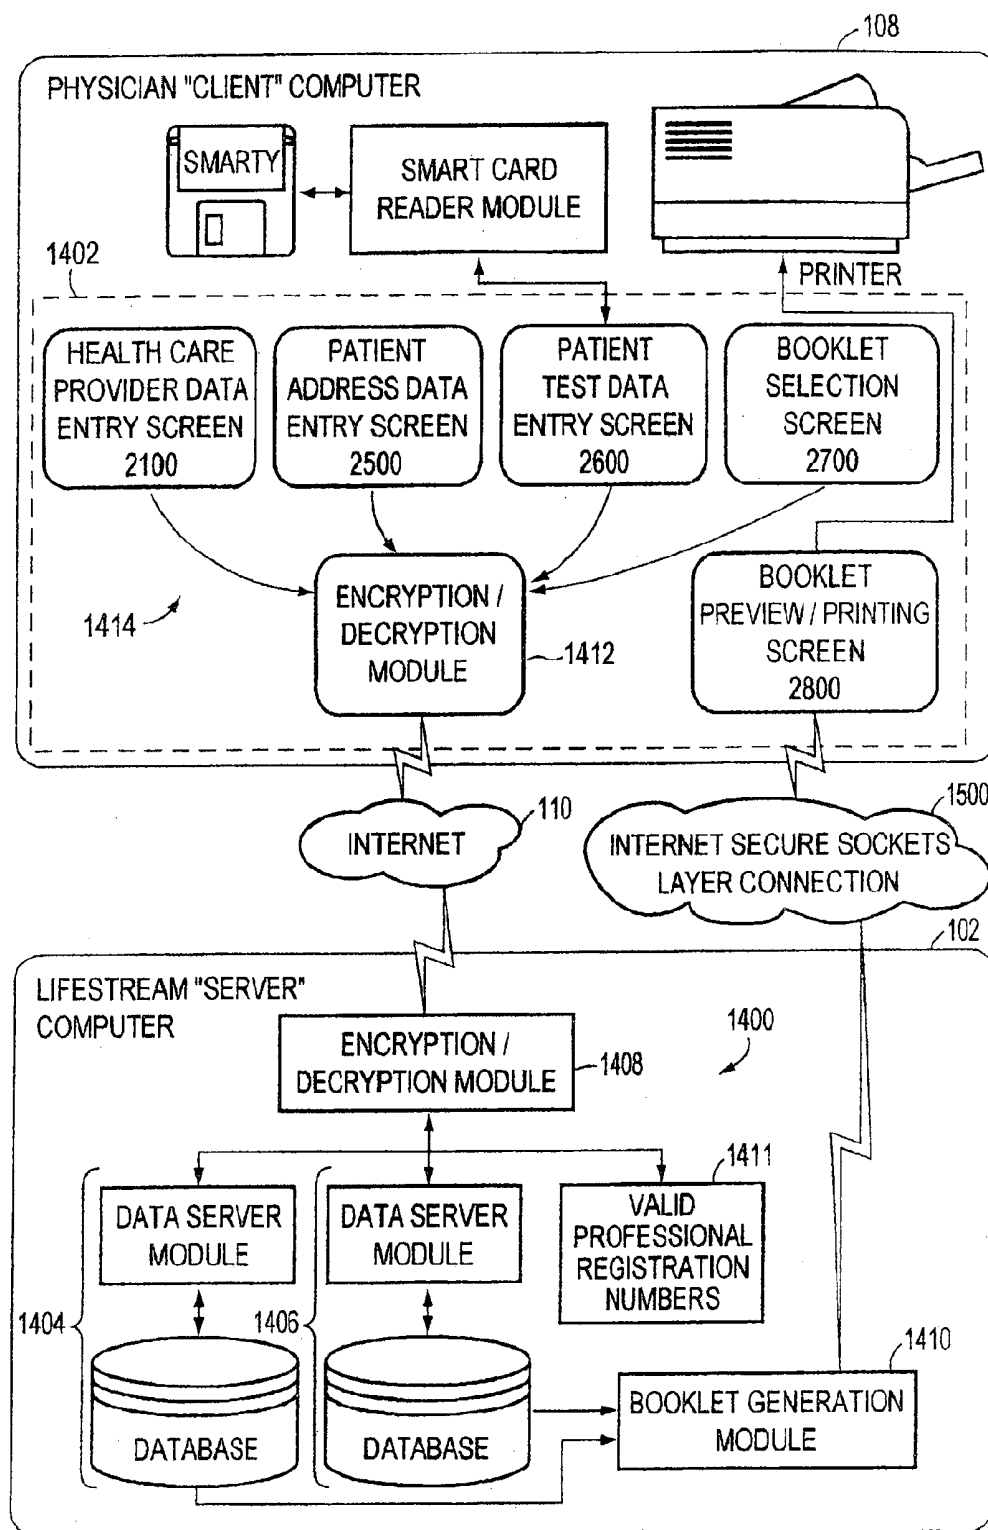 108
PHYSICIAN "CLIENT" COMPUTER
SMARTY
SMART CARD
READER MODULE
PRINTER
1402
HEALTH CARE
PROVIDER DATA
ENTRY SCREEN
2100
PATIENT
ADDRESS DATA
ENTRY SCREEN
2500
PATIENT
TEST DATA
ENTRY SCREEN
2600
BOOKLET
SELECTION
SCREEN
2700
1414
ENCRYPTION /
DECRYPTION
MODULE
1412
BOOKLET
PREVIEW / PRINTING
SCREEN
2800
INTERNET
110
1500
INTERNET SECURE SOCKETS
LAYER CONNECTION
102
LIFESTREAM "SERVER"
COMPUTER
1400
ENCRYPTION /
DECRYPTION MODULE
1408
1411
DATA SERVER
MODULE
DATA SERVER
MODULE
VALID
PROFESSIONAL
REGISTRATION
NUMBERS
1404
1406
1410
DATABASE
DATABASE
BOOKLET GENERATION
MODULE